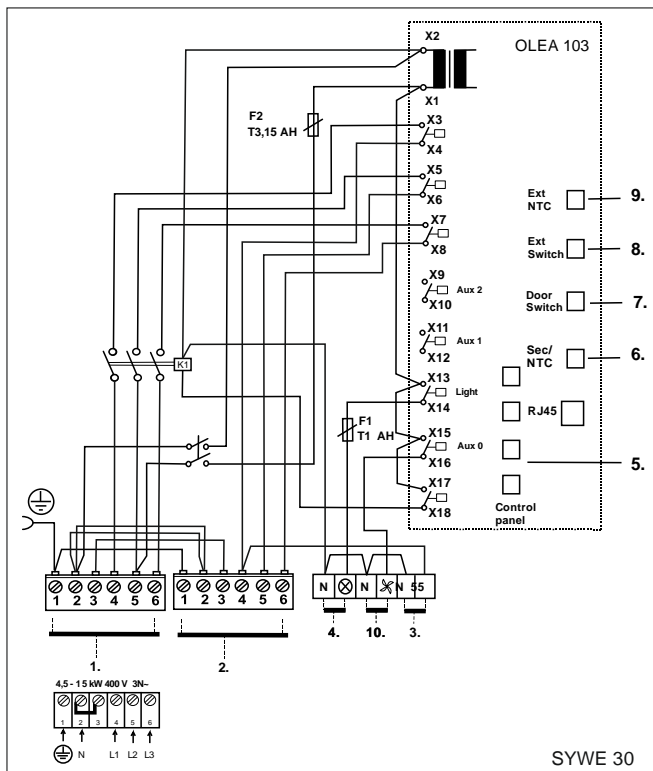 X2
OLEA 103
X1
F2
T3,15 AH
X3
X4
X5
X6
Ext
NTC
9.
X7
X8
Ext
Switch
8.
X9
Aux 2
X10
Door
Switch
7.
X11
Aux 1
X12
Sec/
NTC
6.
K1
X13
Light
X14
F1
T1 AH
RJ45
X15
Aux 0
X16
5.
X17
X18
Control
panel
1 2 3 4 5 6
1 2 3 4 5 6
N N N 55
4. 10. 3.
1. 2.
4,5 - 15 kW 400 V 3N~
1 2 3 4 5 6
N L1 L2 L3
SYWE 30